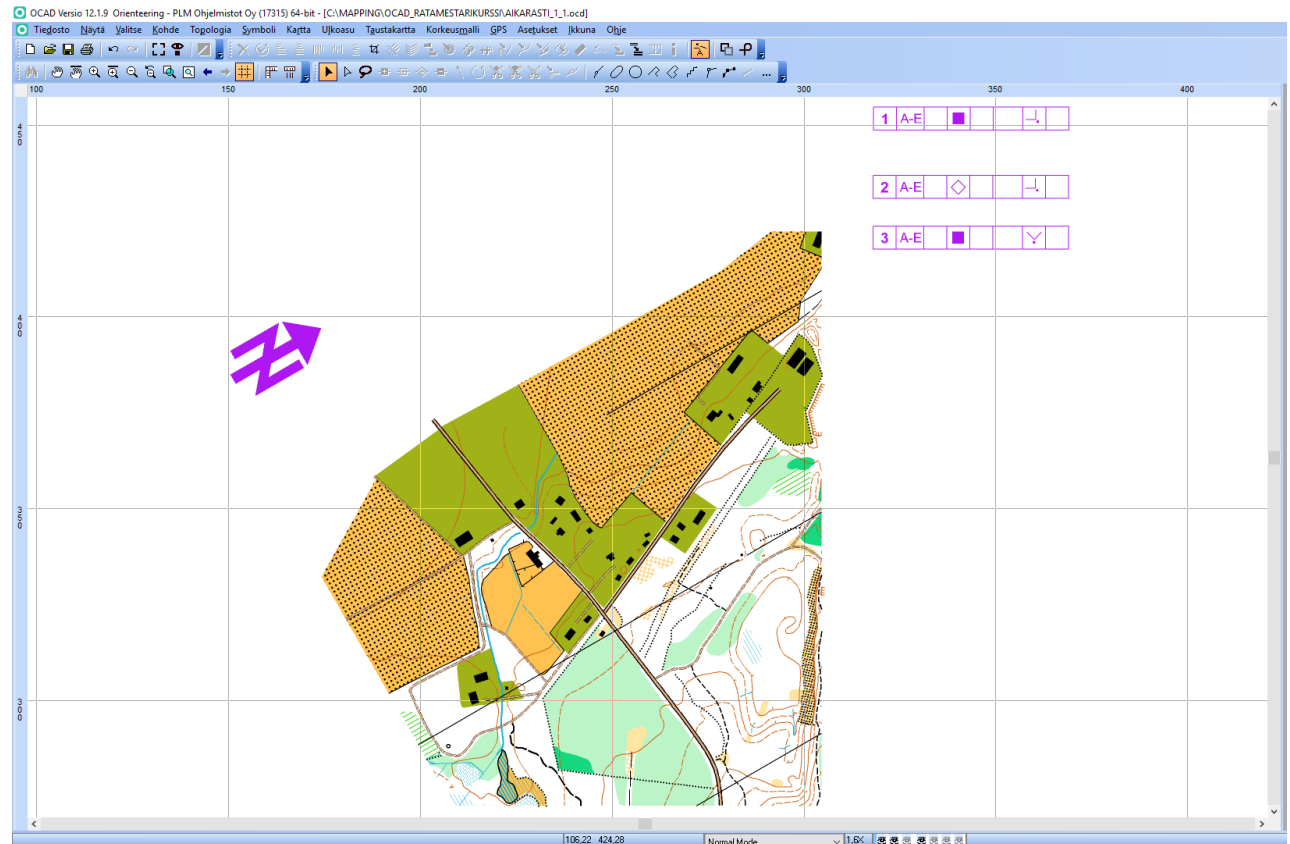 OCAD Versio 12.1.9  Orienteering - PLM Ohjelmistot Oy (17315) 64-bit - [C:\MAPPING\OCAD_RATAMESTARIKURSSI\AIKARASTI_1_1.ocd]
Tiedosto Näytä Valitse Kohde Topologia Symboli Kartta Ulkoasu Taustakartta Korkeusmalli GPS Asetukset Ikkuna Ohje
100 150 200 250 300 350 400
450
1 A-E
2 A-E
3 A-E
400
350
300
106,22 424,28 Normal Mode 1,6X